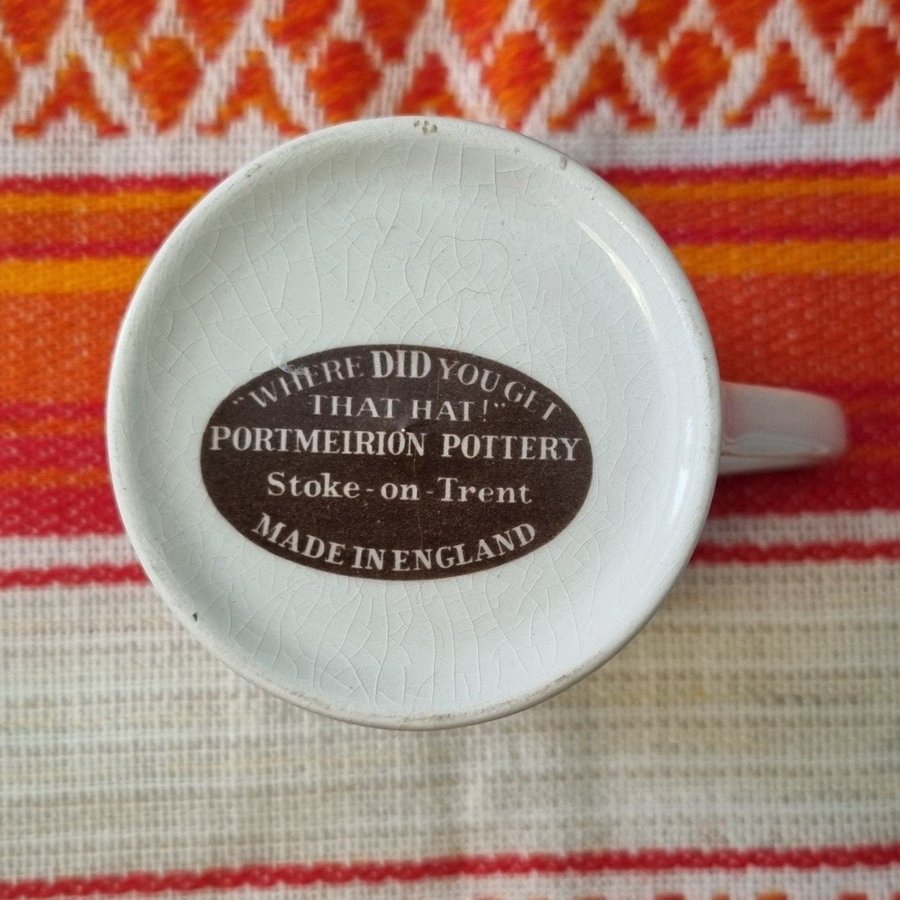 "WHERE DID YOU GET
THAT HAT!"
PORTMEIRION POTTERY
Stoke-on-Trent
MADE IN ENGLAND